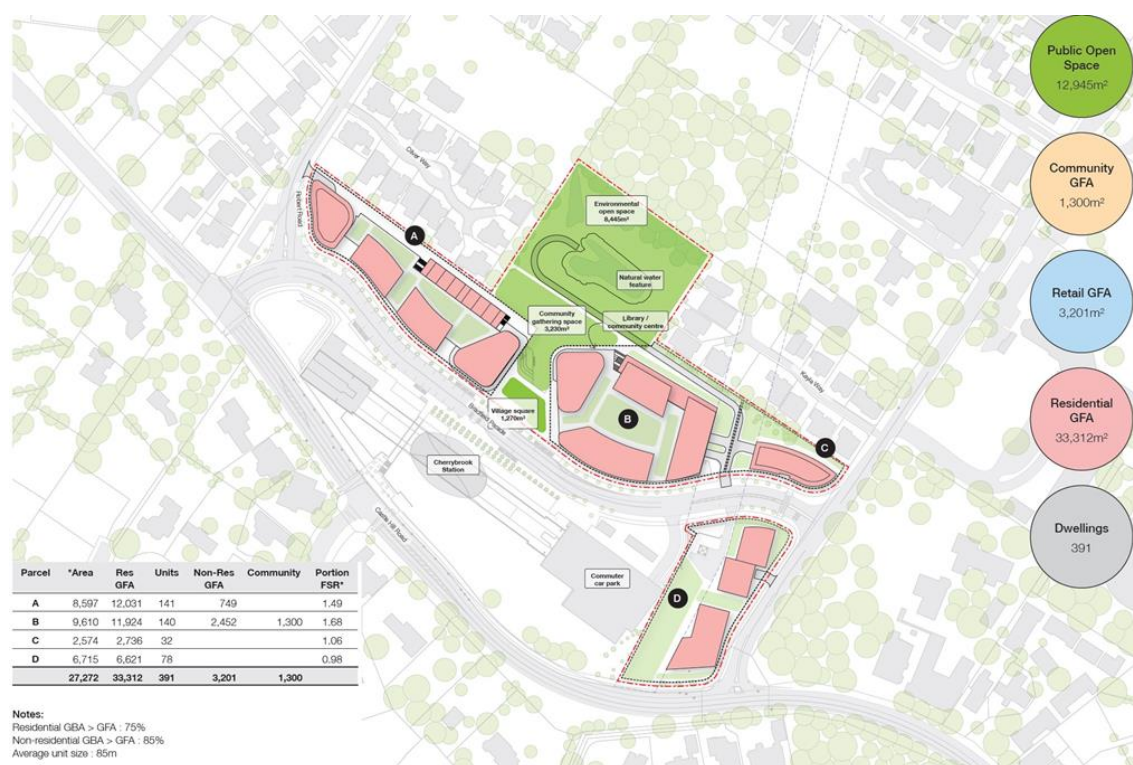 Public Open
Space
12,945m²
Community
GFA
1,300m²
Retail GFA
3,201m²
Residential
GFA
33,312m²
Dwellings
391
Oliver Way
Robert Road
A
Environmental
open space
8,445m²
Natural water
feature
Community
gathering space
3,230m²
Library /
community centre
Kayla Way
Village square
1,270m²
Bradfield Parade
B
C
Cherrybrook
Station
Castle Hill Road
Commuter
car park
D
Parcel *Area Res GFA Units Non-Res GFA Community Portion FSR*
A 8,597 12,031 141 749 1.49
B 9,610 11,924 140 2,452 1,300 1.68
C 2,574 2,736 32 1.06
D 6,715 6,621 78 0.98
27,272 33,312 391 3,201 1,300
Notes:
Residential GBA > GFA : 75%
Non-residential GBA > GFA : 85%
Average unit size : 85m